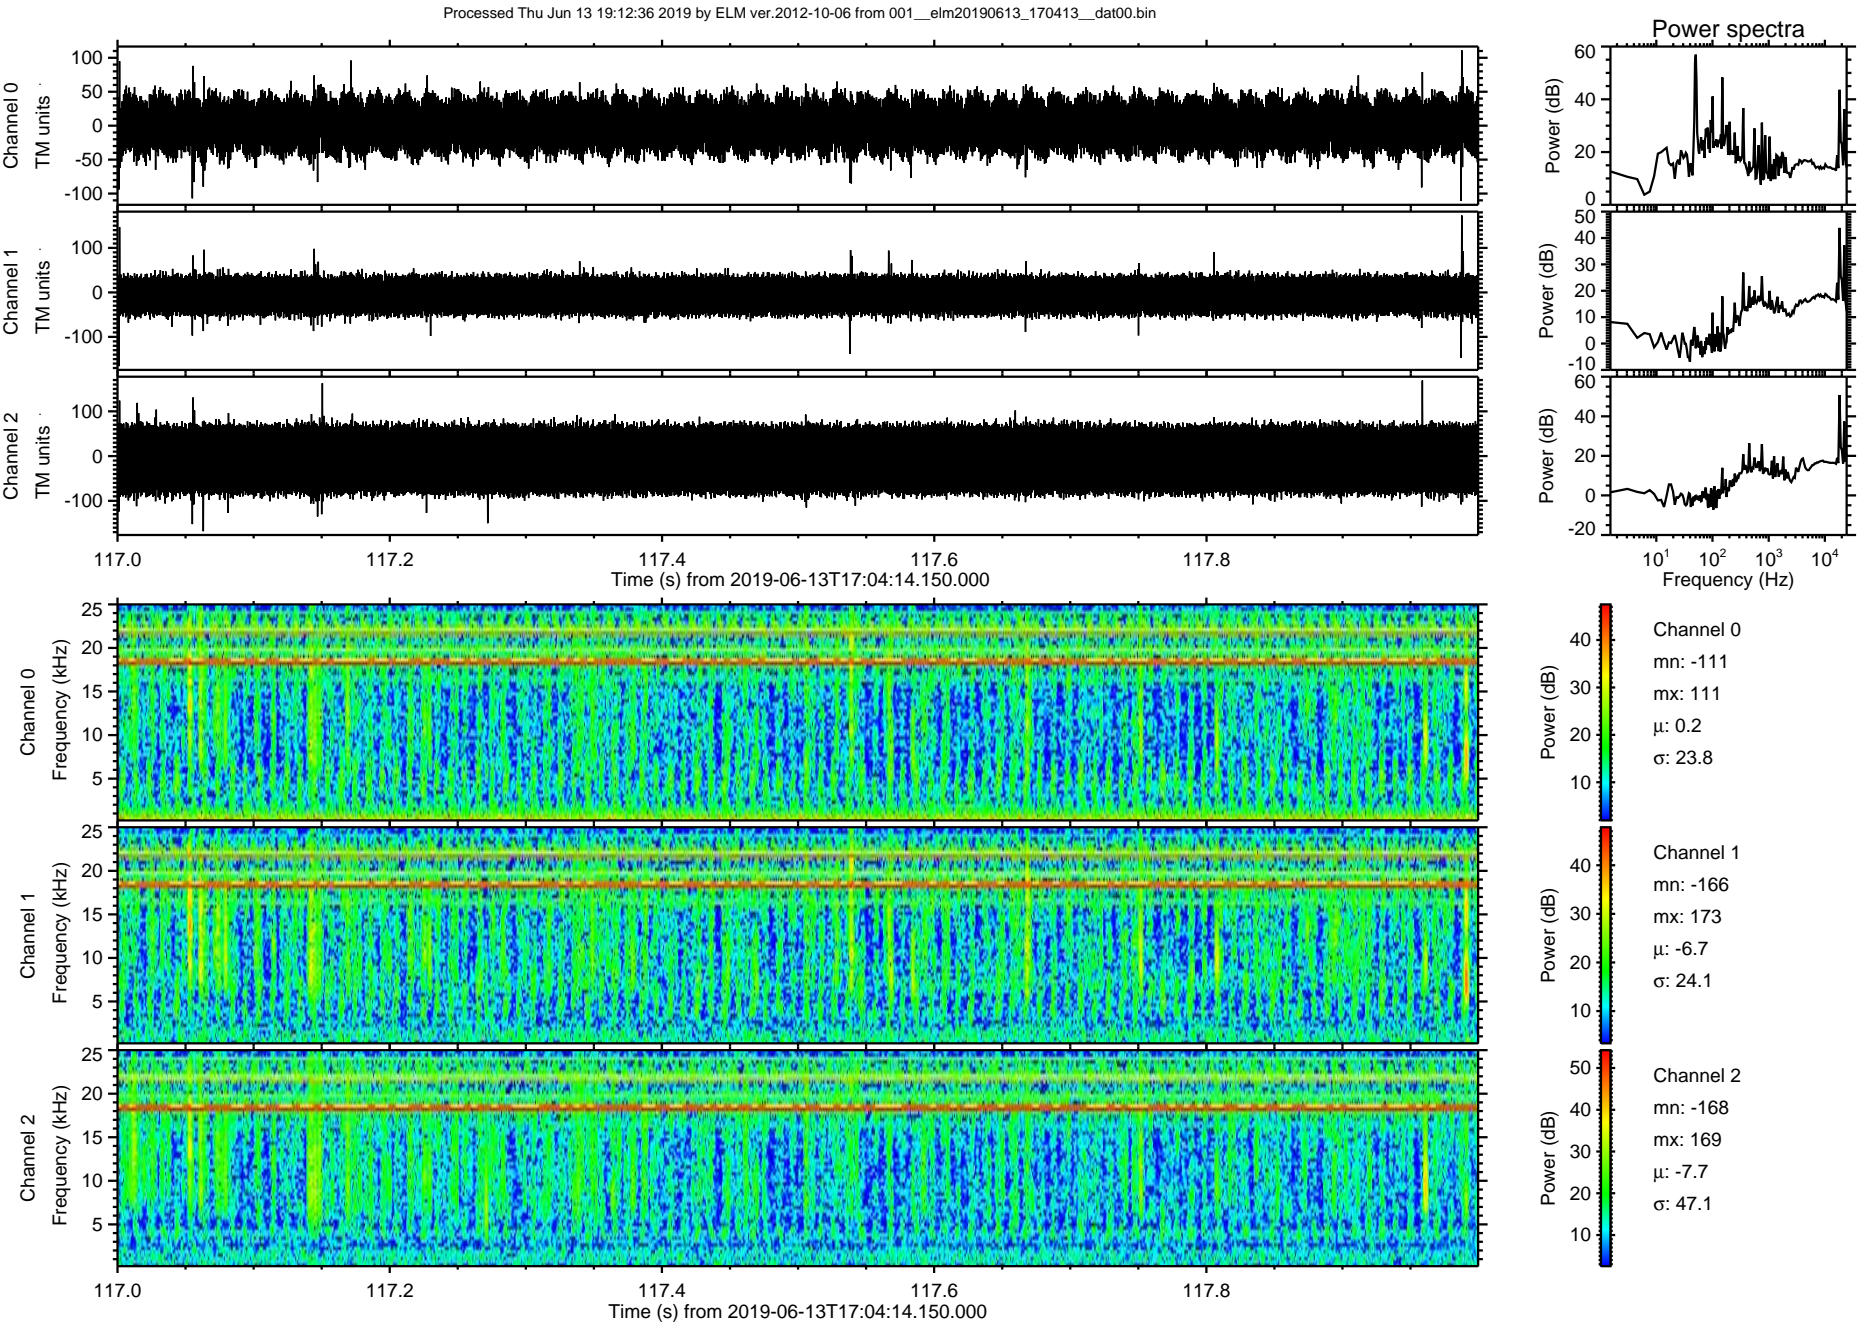 Processed Thu Jun 13 19:12:36 2019 by ELM ver.2012-10-06 from 001__elm20190613_170413__dat00.bin
Power spectra
Channel 0
TM units
100
50
0
-50
-100
Power (dB)
60
40
20
0
Channel 1
TM units
100
0
-100
Power (dB)
50
40
30
20
10
0
-10
Channel 2
TM units
100
0
-100
Power (dB)
60
40
20
0
-20
117.0
117.2
117.4
117.6
117.8
Time (s) from 2019-06-13T17:04:14.150.000
10^1
10^2
10^3
10^4
Frequency (Hz)
Channel 0
Frequency (kHz)
25
20
15
10
5
Power (dB)
40
30
20
10
Channel 0
mn: -111
mx: 111
μ: 0.2
σ: 23.8
Channel 1
Frequency (kHz)
25
20
15
10
5
Power (dB)
40
30
20
10
Channel 1
mn: -166
mx: 173
μ: -6.7
σ: 24.1
Channel 2
Frequency (kHz)
25
20
15
10
5
Power (dB)
50
40
30
20
10
Channel 2
mn: -168
mx: 169
μ: -7.7
σ: 47.1
117.0
117.2
117.4
117.6
117.8
Time (s) from 2019-06-13T17:04:14.150.000